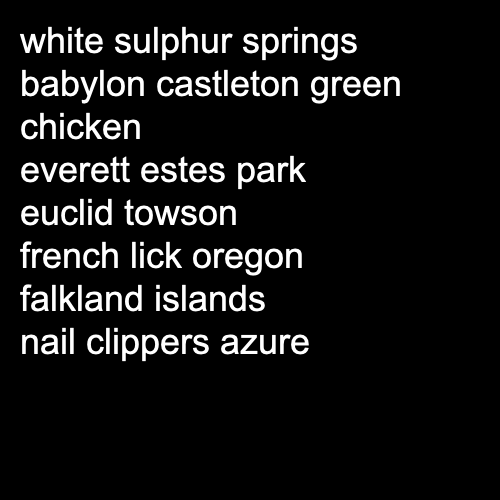 white sulphur springs
babylon castleton green
chicken
everett estes park
euclid towson
french lick oregon
falkland islands
nail clippers azure